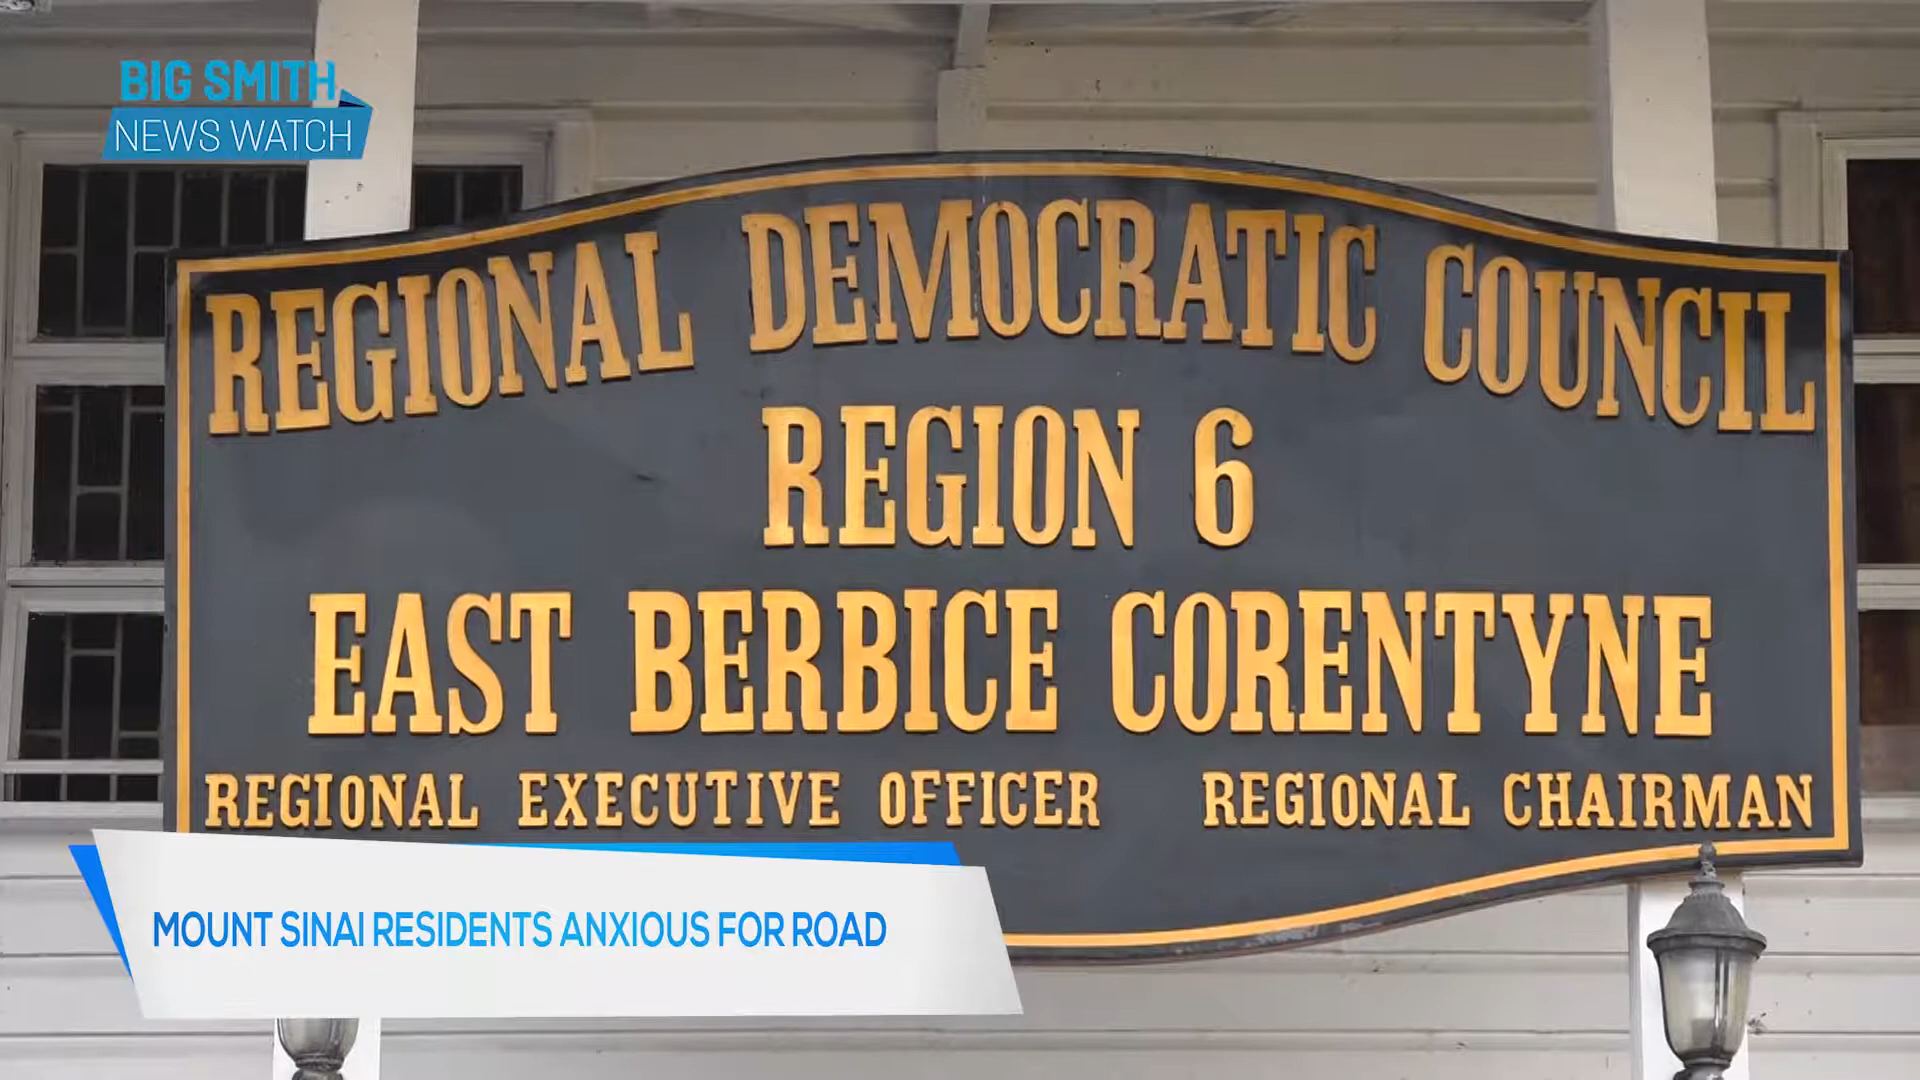 BIG SMITH
NEWS WATCH
REGIONAL DEMOCRATIC COUNCIL
REGION 6
EAST BERBICE CORENTYNE
REGIONAL EXECUTIVE OFFICER REGIONAL CHAIRMAN
MOUNT SINAI RESIDENTS ANXIOUS FOR ROAD